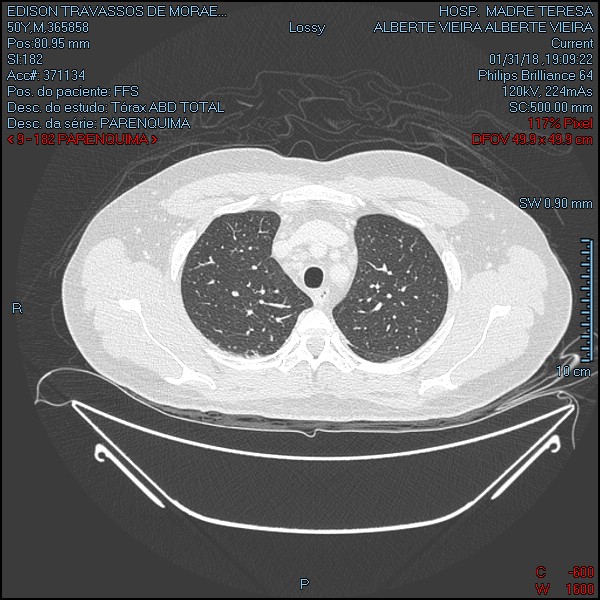 EDISON TRAVASSOS DE MORAE...
50Y,M,365858
Pos:80.95 mm
Sl:182
Acc#: 371134
Pos. do paciente: FFS
Desc. do estudo: Tórax ABD TOTAL
Desc. da série: PARENQUIMA
< 9 - 182 PARENQUIMA >
Lossy
HOSP. MADRE TERESA
ALBERTE VIEIRA ALBERTE VIEIRA
Current
01/31/18 ,19:09:22
Philips Brilliance 64
120kV, 224mAs
SC:500.00 mm
117% Pixel
DFOV 49.9 x 49.9 cm
SW 0.90 mm
R
10 cm
P
C -600
W 1600